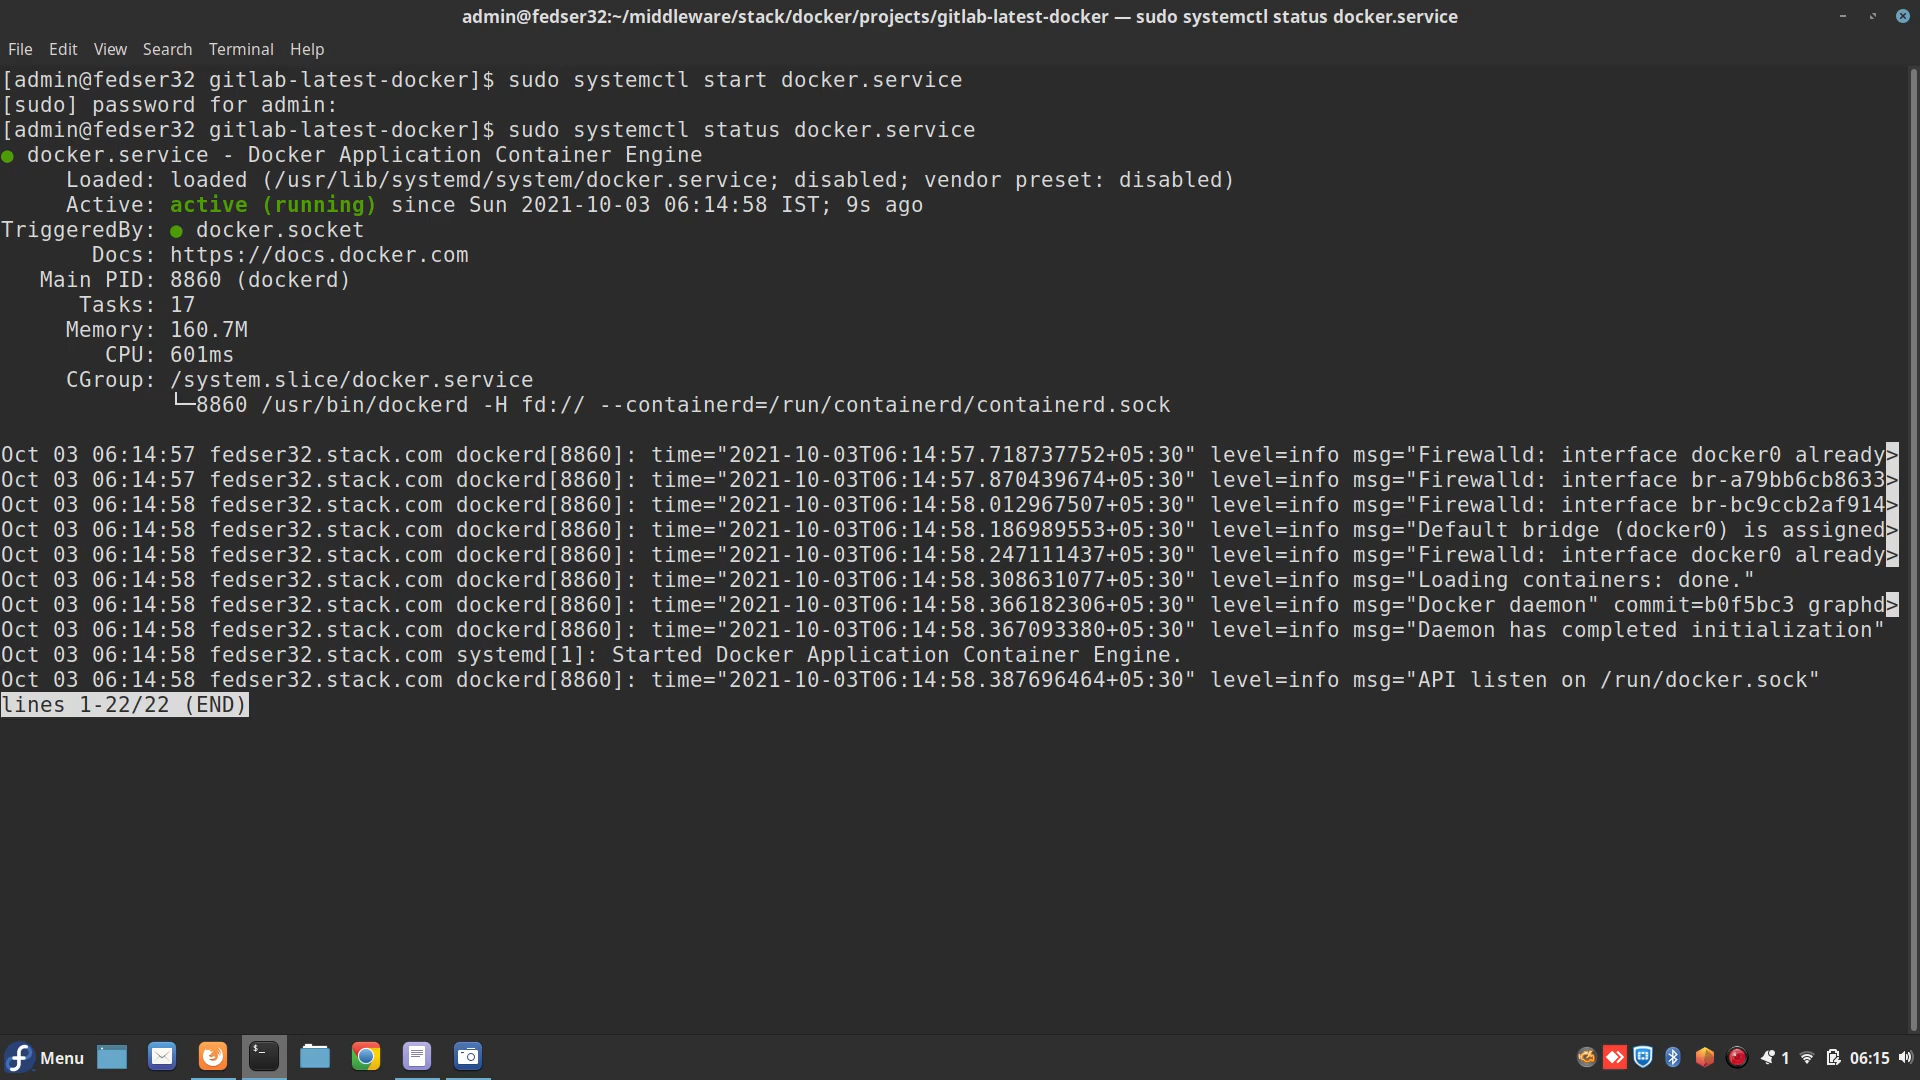 admin@fedser32:~/middleware/stack/docker/projects/gitlab-latest-docker — sudo systemctl status docker.service
File Edit View Search Terminal Help
[admin@fedser32 gitlab-latest-docker]$ sudo systemctl start docker.service
[sudo] password for admin:
[admin@fedser32 gitlab-latest-docker]$ sudo systemctl status docker.service
● docker.service - Docker Application Container Engine
Loaded: loaded (/usr/lib/systemd/system/docker.service; disabled; vendor preset: disabled)
Active: active (running) since Sun 2021-10-03 06:14:58 IST; 9s ago
TriggeredBy: ● docker.socket
Docs: https://docs.docker.com
Main PID: 8860 (dockerd)
Tasks: 17
Memory: 160.7M
CPU: 601ms
CGroup: /system.slice/docker.service
└─8860 /usr/bin/dockerd -H fd:// --containerd=/run/containerd/containerd.sock
Oct 03 06:14:57 fedser32.stack.com dockerd[8860]: time="2021-10-03T06:14:57.718737752+05:30" level=info msg="Firewalld: interface docker0 already>
Oct 03 06:14:57 fedser32.stack.com dockerd[8860]: time="2021-10-03T06:14:57.870439674+05:30" level=info msg="Firewalld: interface br-a79bb6cb8633>
Oct 03 06:14:58 fedser32.stack.com dockerd[8860]: time="2021-10-03T06:14:58.012967507+05:30" level=info msg="Firewalld: interface br-bc9ccb2af914>
Oct 03 06:14:58 fedser32.stack.com dockerd[8860]: time="2021-10-03T06:14:58.186989553+05:30" level=info msg="Default bridge (docker0) is assigned>
Oct 03 06:14:58 fedser32.stack.com dockerd[8860]: time="2021-10-03T06:14:58.247111437+05:30" level=info msg="Firewalld: interface docker0 already>
Oct 03 06:14:58 fedser32.stack.com dockerd[8860]: time="2021-10-03T06:14:58.308631077+05:30" level=info msg="Loading containers: done."
Oct 03 06:14:58 fedser32.stack.com dockerd[8860]: time="2021-10-03T06:14:58.366182306+05:30" level=info msg="Docker daemon" commit=b0f5bc3 graphd>
Oct 03 06:14:58 fedser32.stack.com dockerd[8860]: time="2021-10-03T06:14:58.367093380+05:30" level=info msg="Daemon has completed initialization"
Oct 03 06:14:58 fedser32.stack.com systemd[1]: Started Docker Application Container Engine.
Oct 03 06:14:58 fedser32.stack.com dockerd[8860]: time="2021-10-03T06:14:58.387696464+05:30" level=info msg="API listen on /run/docker.sock"
lines 1-22/22 (END)
Menu 1 06:15